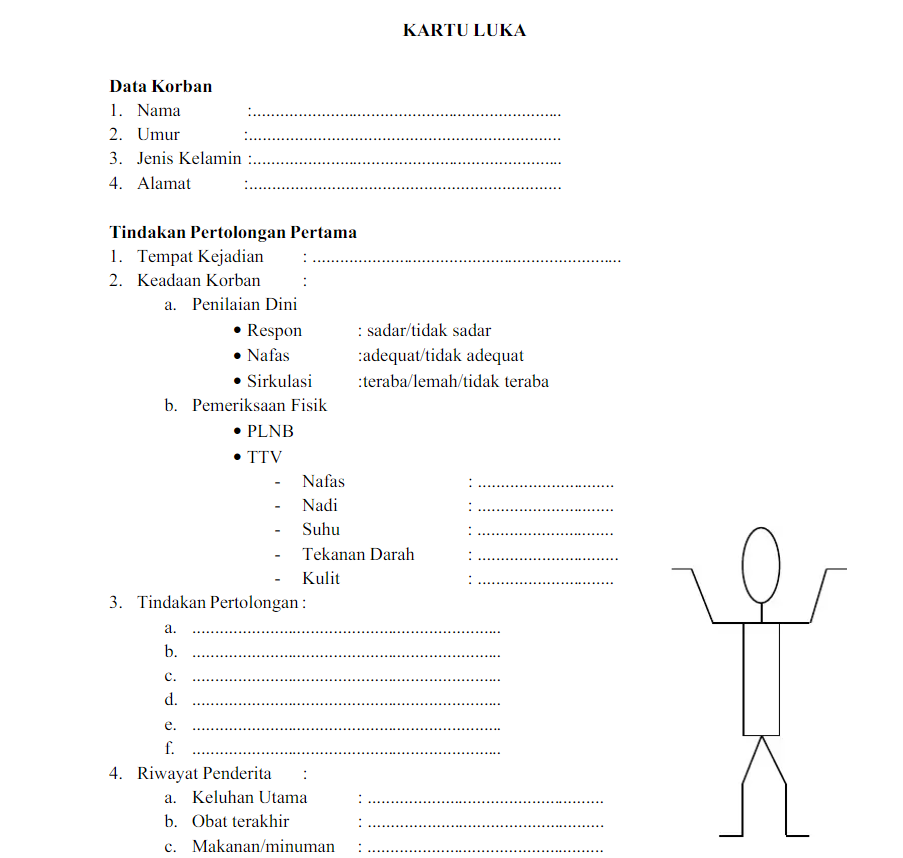 KARTU LUKA
Data Korban
1. Nama :....................................................................
2. Umur :....................................................................
3. Jenis Kelamin :....................................................................
4. Alamat :....................................................................
Tindakan Pertolongan Pertama
1. Tempat Kejadian : ....................................................................
2. Keadaan Korban :
a. Penilaian Dini
• Respon : sadar/tidak sadar
• Nafas :adequat/tidak adequat
• Sirkulasi :teraba/lemah/tidak teraba
b. Pemeriksaan Fisik
• PLNB
• TTV
- Nafas : ..............................
- Nadi : ..............................
- Suhu : ..............................
- Tekanan Darah : ...............................
- Kulit : ..............................
3. Tindakan Pertolongan :
a. ....................................................................
b. ....................................................................
c. ....................................................................
d. ....................................................................
e. ....................................................................
f. ....................................................................
4. Riwayat Penderita :
a. Keluhan Utama : ....................................................
b. Obat terakhir : ....................................................
c. Makanan/minuman : ....................................................